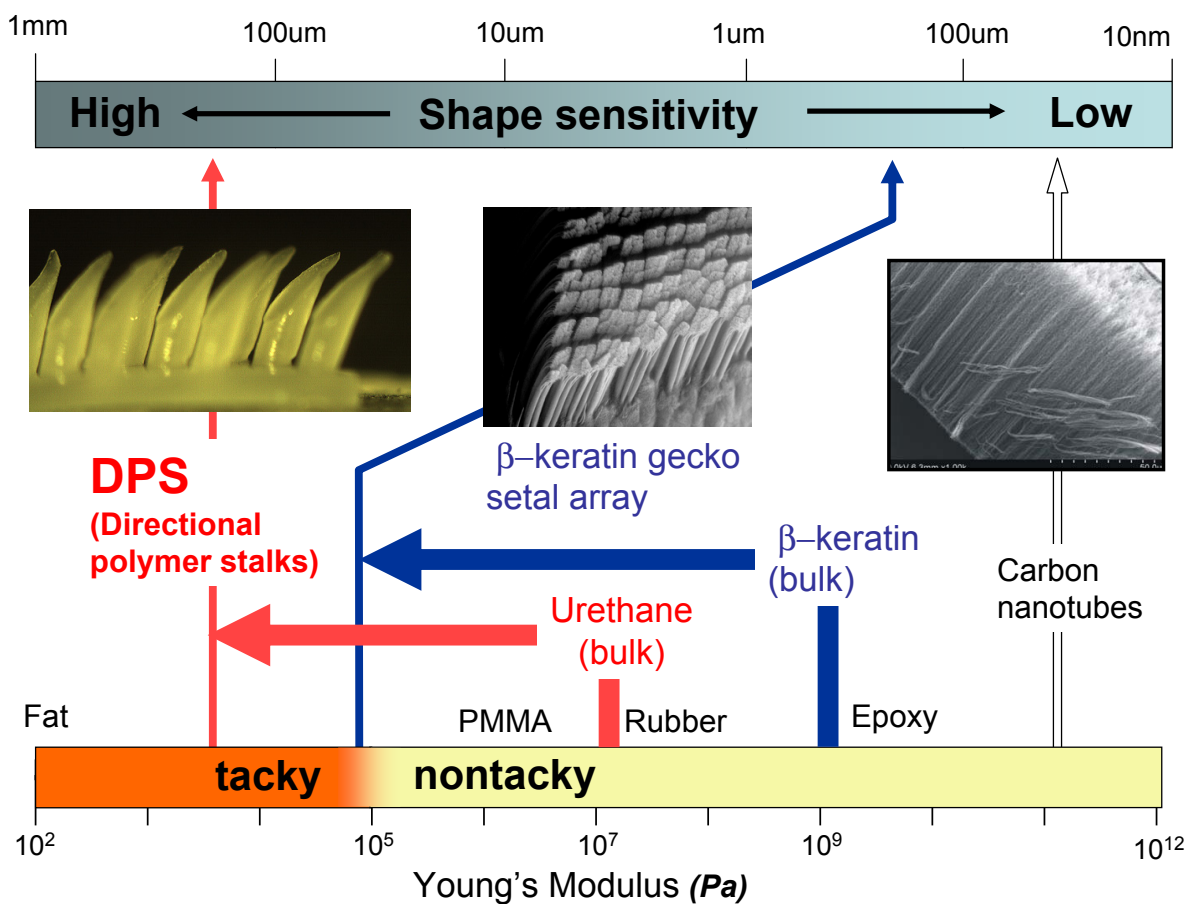 1mm 100um 10um 1um 100um 10nm
High Shape sensitivity Low
DPS
(Directional
polymer stalks)
β–keratin gecko
setal array
β–keratin
(bulk)
Urethane
(bulk)
Carbon
nanotubes
Fat PMMA Rubber Epoxy
tacky nontacky
10² 10⁵ 10⁷ 10⁹ 10¹²
Young's Modulus (Pa)